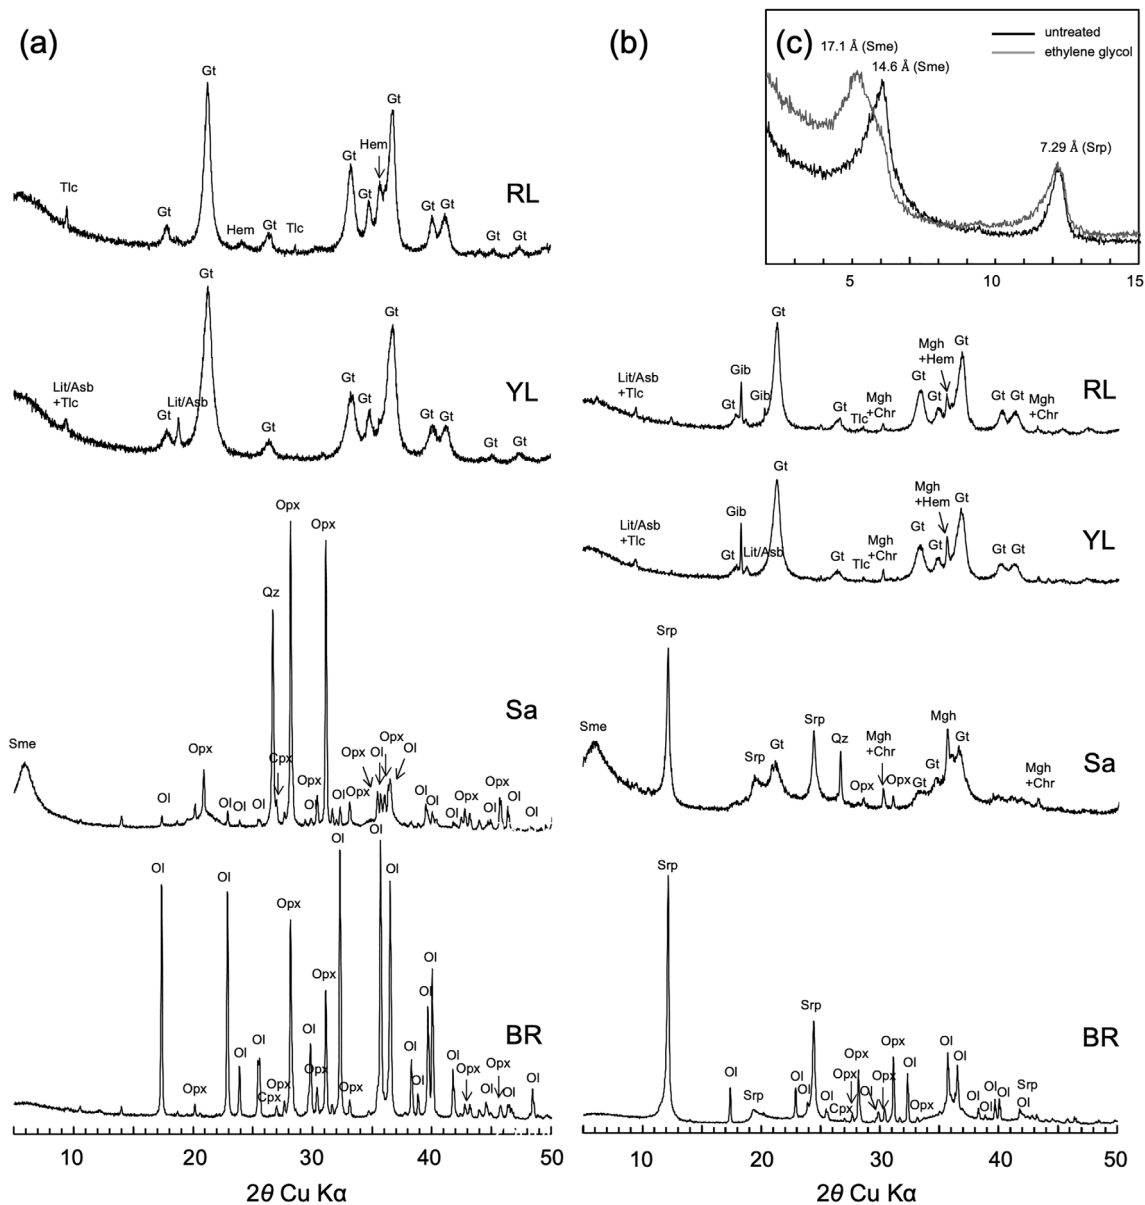 (a)
Gt
Gt
Hem
Gt
Tlc
Gt
Gt
Hem
Gt
Tlc
Gt
Gt
Gt
Gt
RL
Gt
Gt
Lit/Asb
+Tlc
Lit/Asb
Gt
Gt
Gt
Gt
Gt
Gt
Gt
Gt
YL
Opx
Opx
Qz
Sme
Opx
Ol
Ol
Ol
Ol
Cpx
Opx
Ol
Opx
Opx
Ol
Opx
Ol
Ol
Ol
Ol
Opx
Opx
Ol
Ol
Sa
Ol
Ol
Opx
Ol
Ol
Cpx
Opx
Opx
Ol
Opx
Opx
Ol
Opx
Ol
Ol
Ol
Ol
Ol
Ol
Ol
Opx
Ol
Opx
Ol
Ol
BR
10
20
30
40
50
2θ Cu Kα
(b)
(c)
17.1 Å (Sme)
14.6 Å (Sme)
7.29 Å (Srp)
untreated
ethylene glycol
5
10
15
Lit/Asb
+Tlc
Gt
Gib
Gib
Gt
Gt
Tlc
Mgh
+Chr
Gt
Gt
Mgh
+Hem
Gt
Gt
Gt
Mgh
+Chr
RL
Lit/Asb
+Tlc
Gt
Gib
Lit/Asb
Gt
Gt
Tlc
Mgh
+Chr
Gt
Gt
Mgh
+Hem
Gt
Gt
Gt
YL
Sme
Srp
Srp
Gt
Srp
Qz
Opx
Mgh
+Chr
Opx
Gt
Gt
Mgh
Gt
Mgh
+Chr
Sa
Srp
Ol
Srp
Ol
Ol
Srp
Ol
Cpx
Opx
Opx
Ol
Opx
Opx
Ol
Opx
Ol
Ol
Ol
Ol
Ol
Ol
Srp
Ol
BR
10
20
30
40
50
2θ Cu Kα